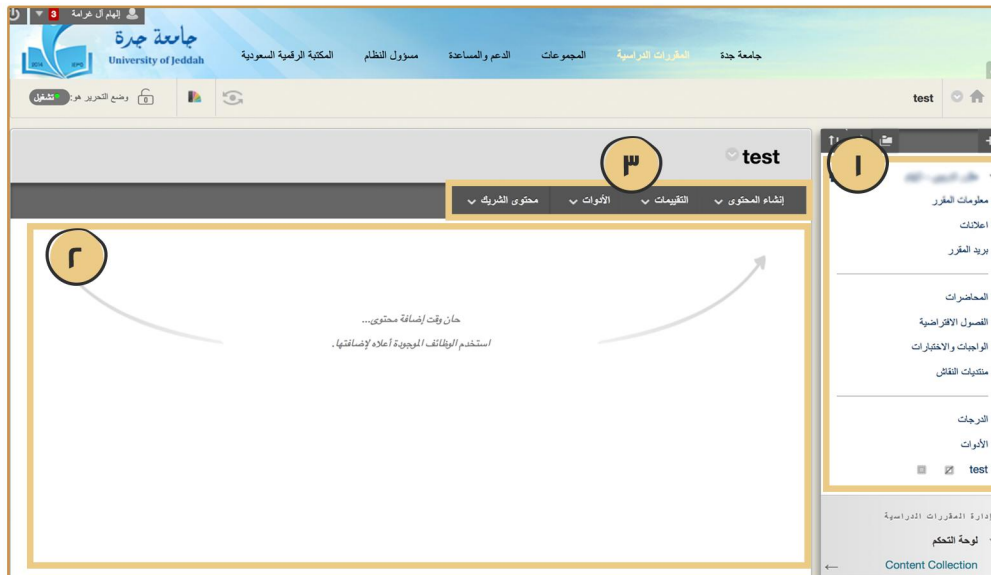 إلهام آل غرامة 3
جامعة جدة
University of Jeddah
جامعة جدة المقررات الدراسية المجموعات الدعم والمساعدة مسؤول النظام المكتبة الرقمية السعودية
test
وضع التحرير هو: تشغيل
١
معلومات المقرر
اعلانات
بريد المقرر
المحاضرات
الفصول الافتراضية
الواجبات والاختبارات
منتديات النقاش
الدرجات
الأدوات
test
إدارة المقررات الدراسية
لوحة التحكم
Content Collection
test
٣
إنشاء المحتوى التقييمات الأدوات محتوى الشريك
٢
حان وقت إضافة محتوى...
استخدم الوظائف الموجودة أعلاه لإضافتها.